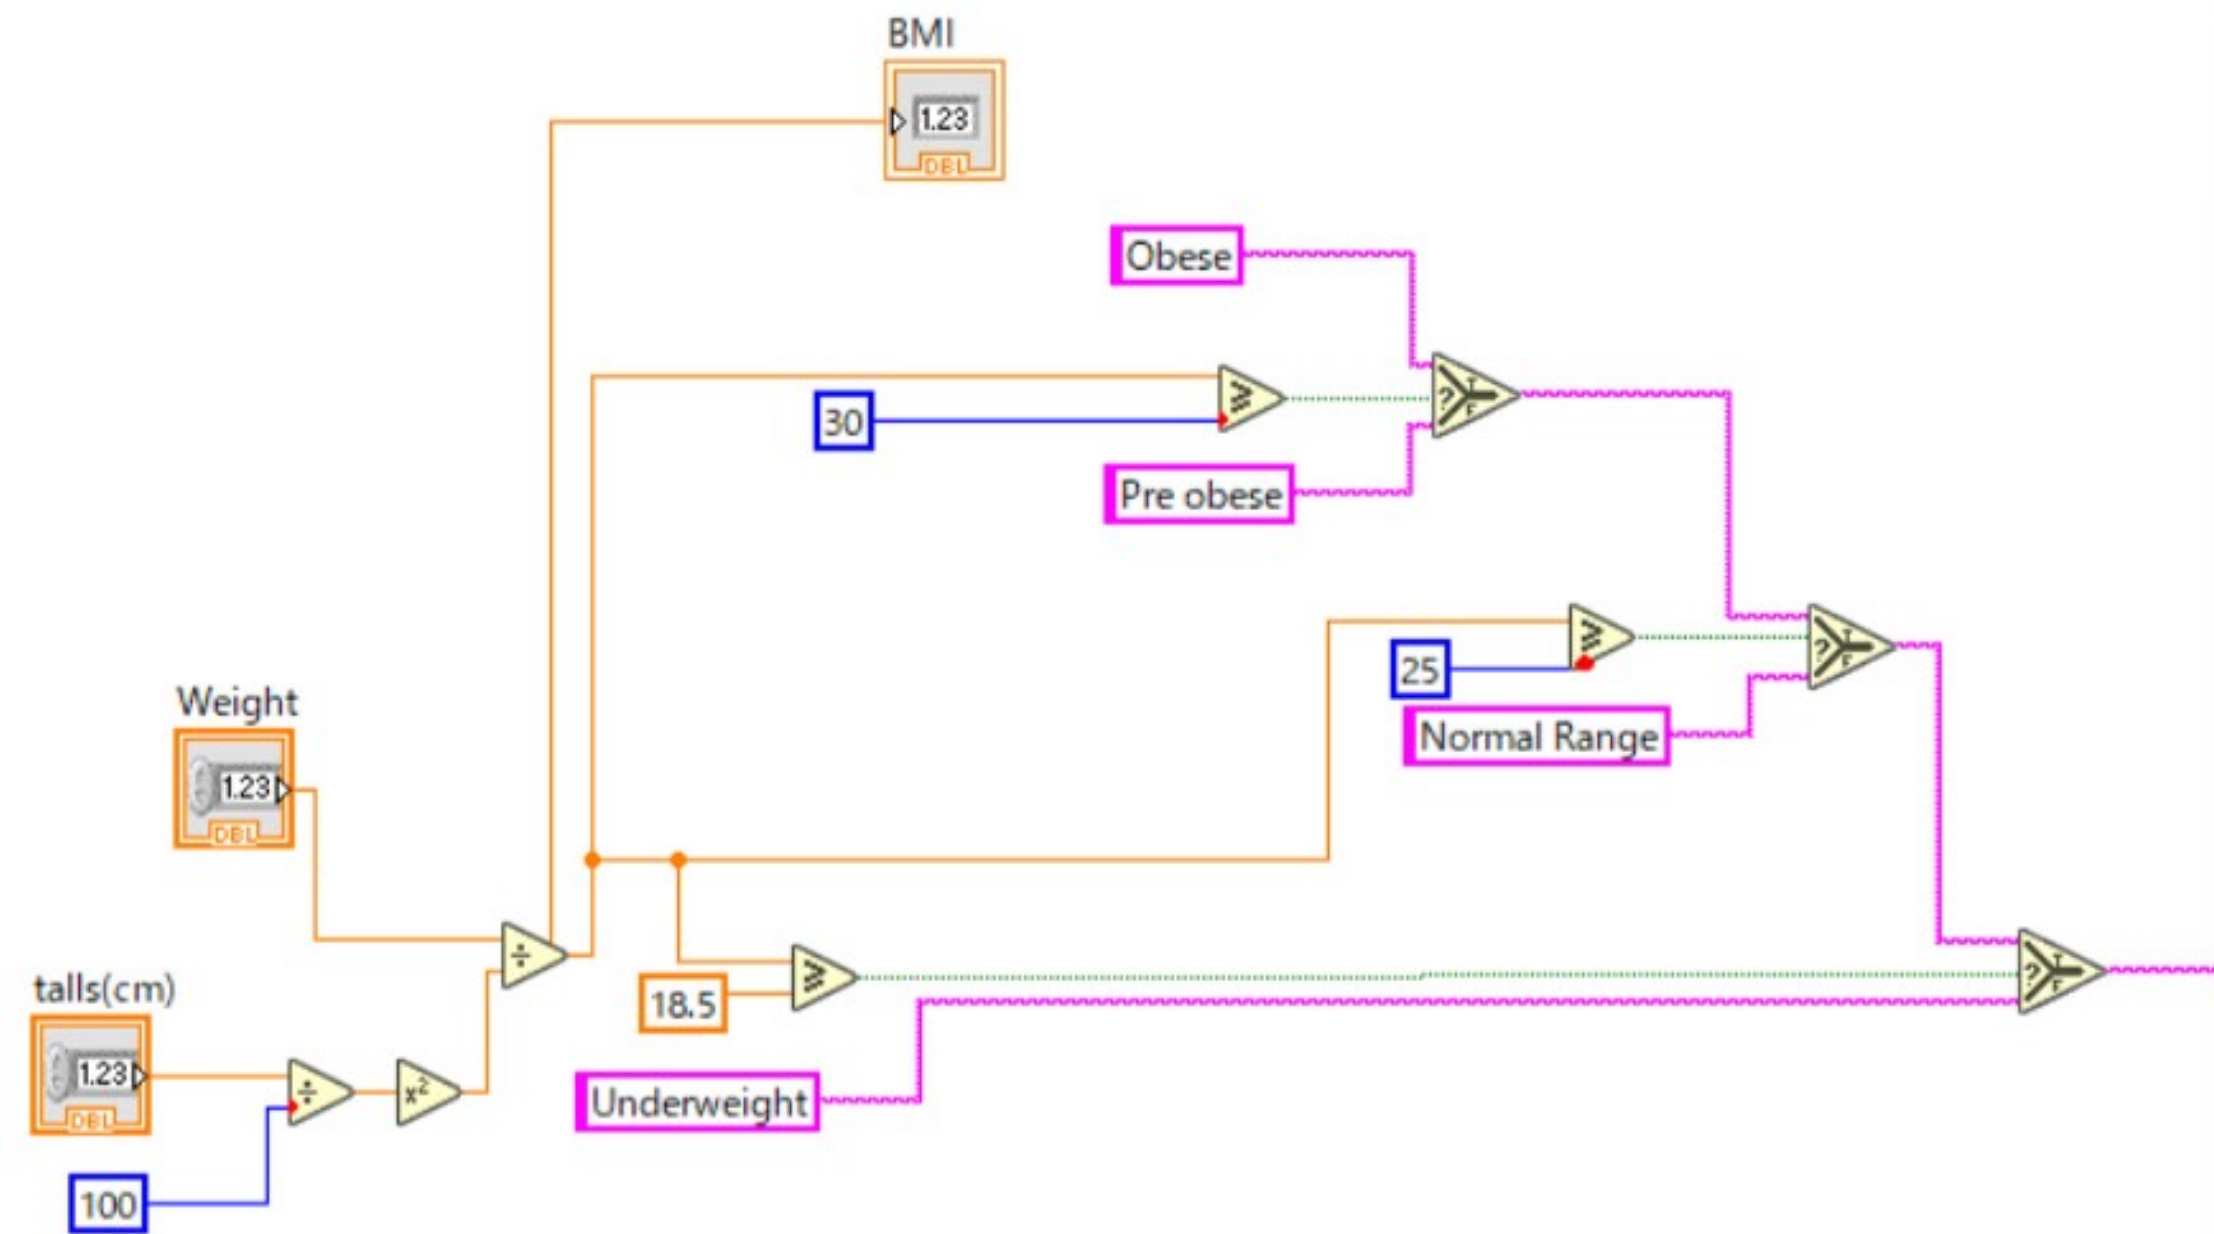 BMI
1.23
DBL
Obese
30
Pre obese
25
Normal Range
Weight
1.23
DBL
18.5
talls(cm)
1.23
DBL
Underweight
100
÷
÷
x²
≥
≥
≥
? T F
? T F
? T F